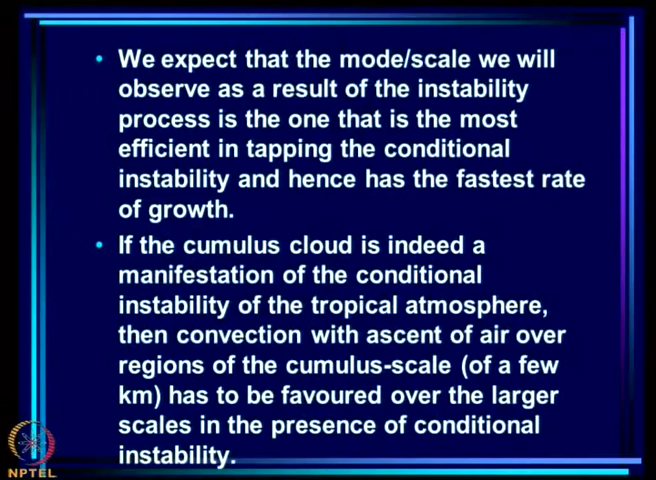 • We expect that the mode/scale we will
observe as a result of the instability
process is the one that is the most
efficient in tapping the conditional
instability and hence has the fastest rate
of growth.
• If the cumulus cloud is indeed a
manifestation of the conditional
instability of the tropical atmosphere,
then convection with ascent of air over
regions of the cumulus-scale (of a few
km) has to be favoured over the larger
scales in the presence of conditional
instability.
NPTEL